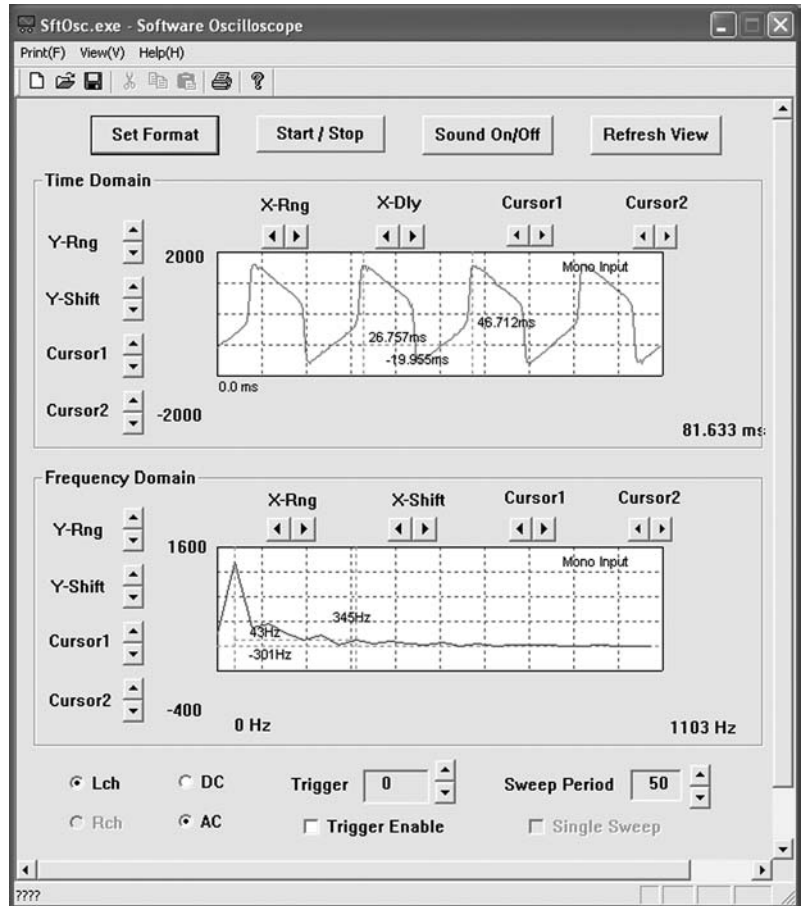 SftOsc.exe - Software Oscilloscope
Print(F) View(V) Help(H)
Set Format Start / Stop Sound On/Off Refresh View
Time Domain
X-Rng X-Dly Cursor1 Cursor2
Y-Rng
2000
Mono Input
Y-Shift
46.712ms
26.757ms
Cursor1
-19.955ms
0.0 ms
Cursor2
-2000
81.633 ms
Frequency Domain
X-Rng X-Shift Cursor1 Cursor2
Y-Rng
1600
Mono Input
Y-Shift
345Hz
43Hz
Cursor1
-301Hz
Cursor2
-400
0 Hz 1103 Hz
Lch DC Trigger 0 Sweep Period 50
Rch AC Trigger Enable Single Sweep
????